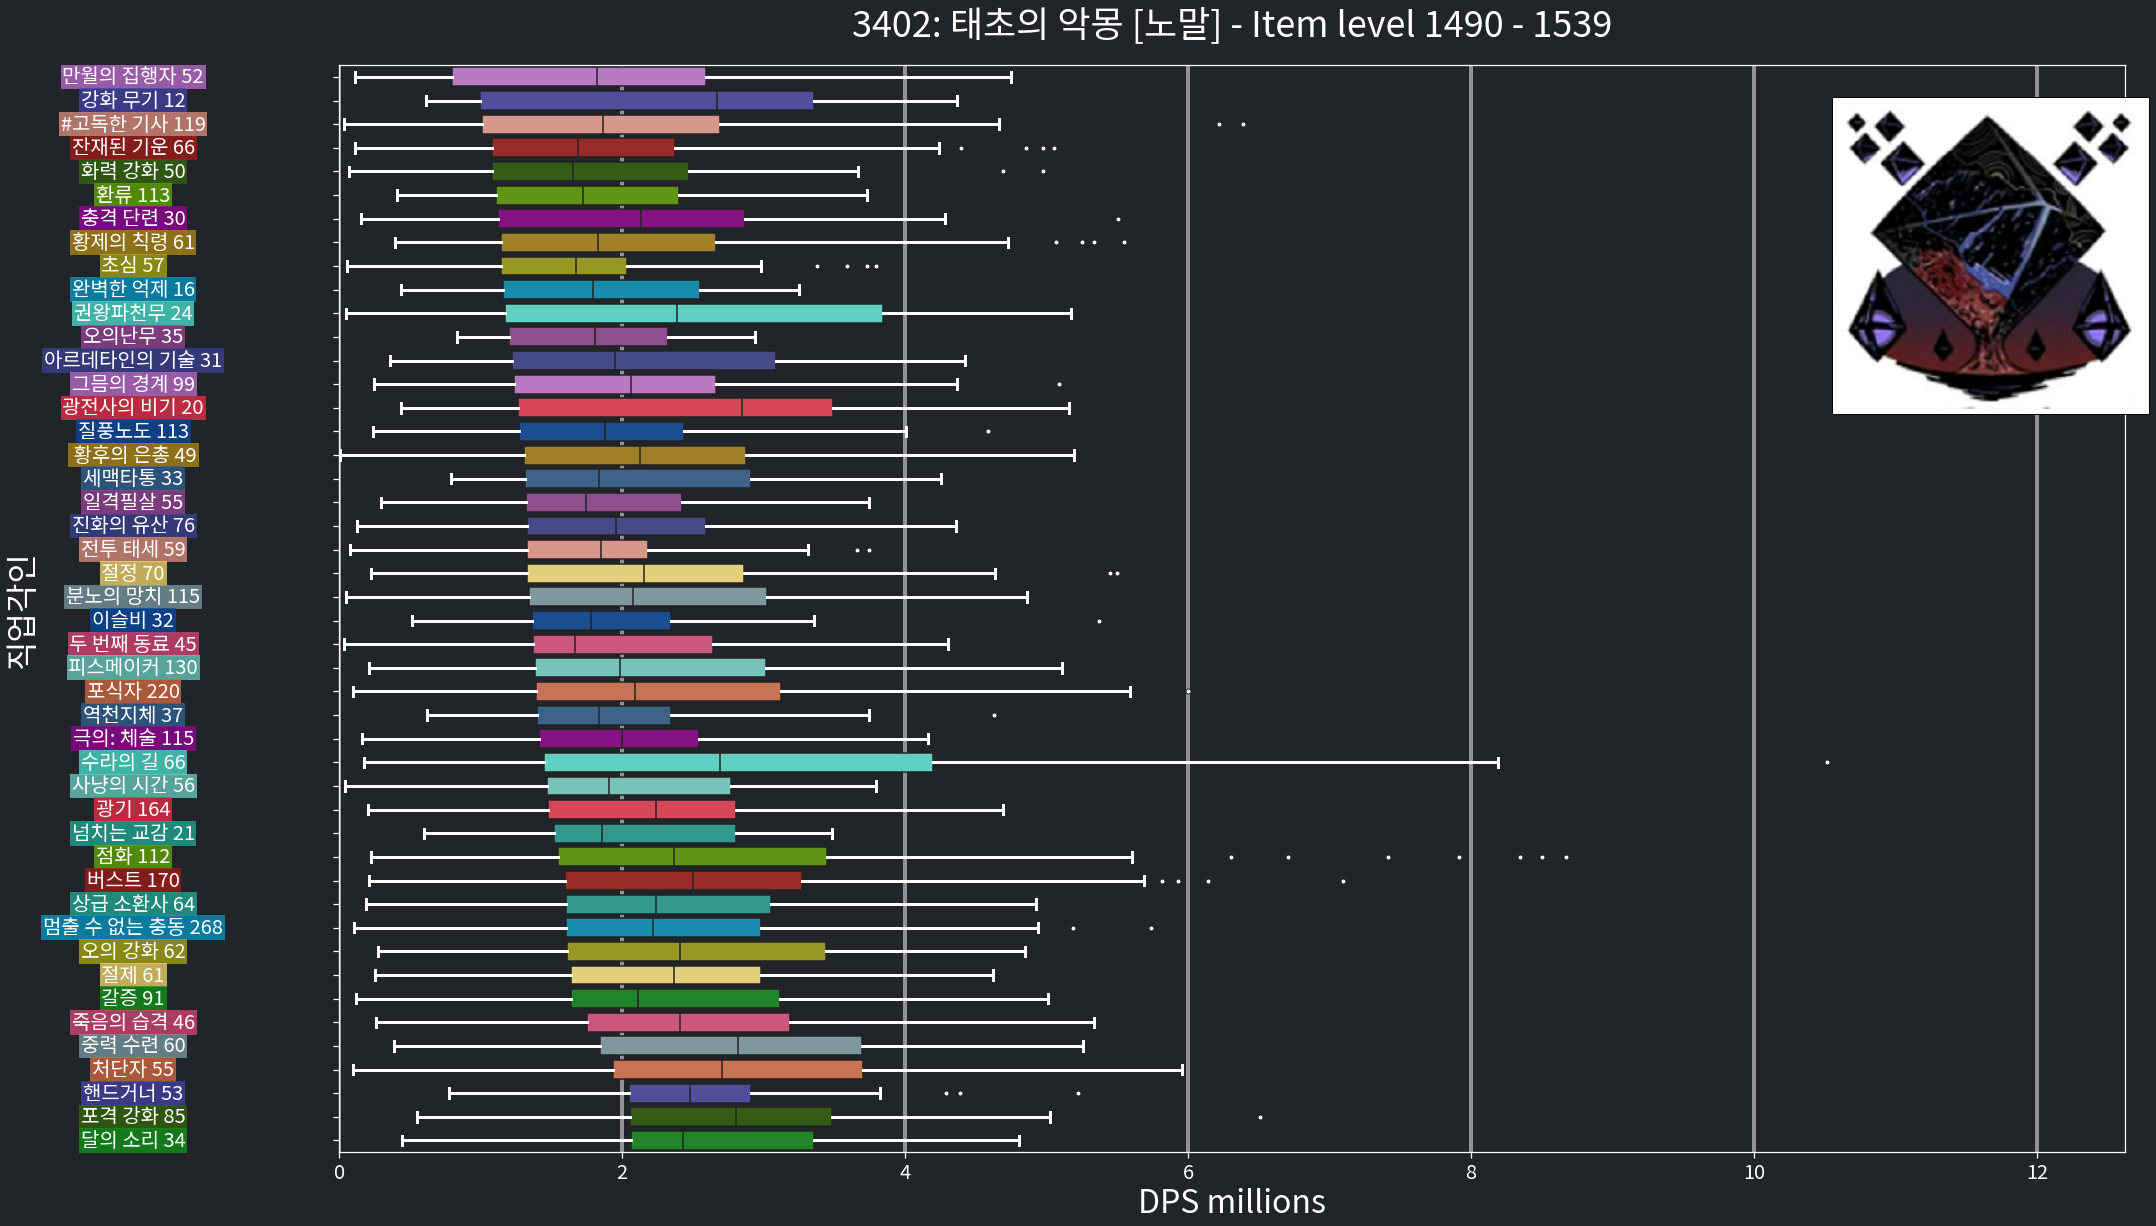 3402: 태초의 악몽 [노말] - Item level 1490 - 1539
만월의 집행자 52
강화 무기 12
#고독한 기사 119
잔재된 기운 66
화력 강화 50
환류 113
충격 단련 30
황제의 칙령 61
초심 57
완벽한 억제 16
권왕파천무 24
오의난무 35
아르데타인의 기술 31
그믐의 경계 99
광전사의 비기 20
질풍노도 113
황후의 은총 49
세맥타통 33
일격필살 55
진화의 유산 76
전투 태세 59
절정 70
분노의 망치 115
이슬비 32
두 번째 동료 45
피스메이커 130
포식자 220
역천지체 37
극의: 체술 115
수라의 길 66
사냥의 시간 56
광기 164
넘치는 교감 21
점화 112
버스트 170
상급 소환사 64
멈출 수 없는 충동 268
오의 강화 62
절제 61
갈증 91
죽음의 습격 46
중력 수련 60
처단자 55
핸드거너 53
포격 강화 85
달의 소리 34
직업각인
0 2 4 6 8 10 12
DPS millions